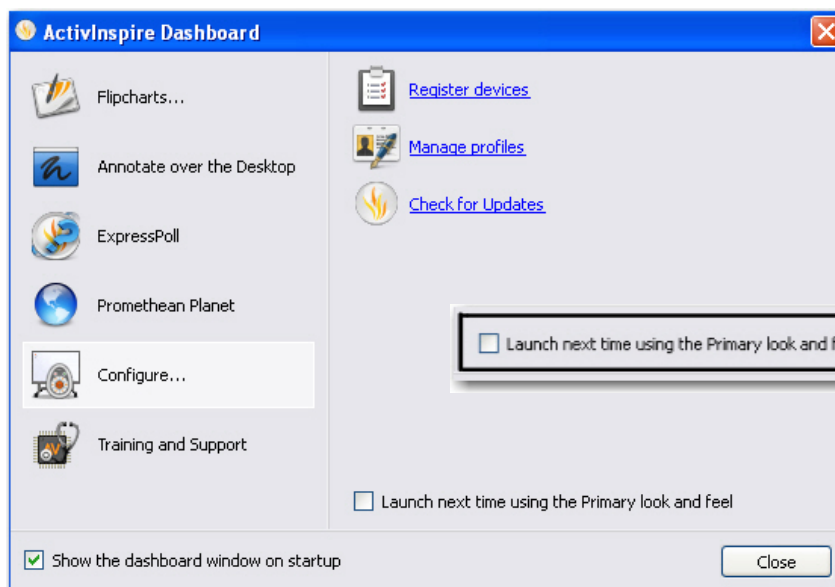 ActivInspire Dashboard
Flipcharts...
Annotate over the Desktop
ExpressPoll
Promethean Planet
Configure...
Training and Support
Register devices
Manage profiles
Check for Updates
Launch next time using the Primary look and f
Launch next time using the Primary look and feel
Show the dashboard window on startup
Close